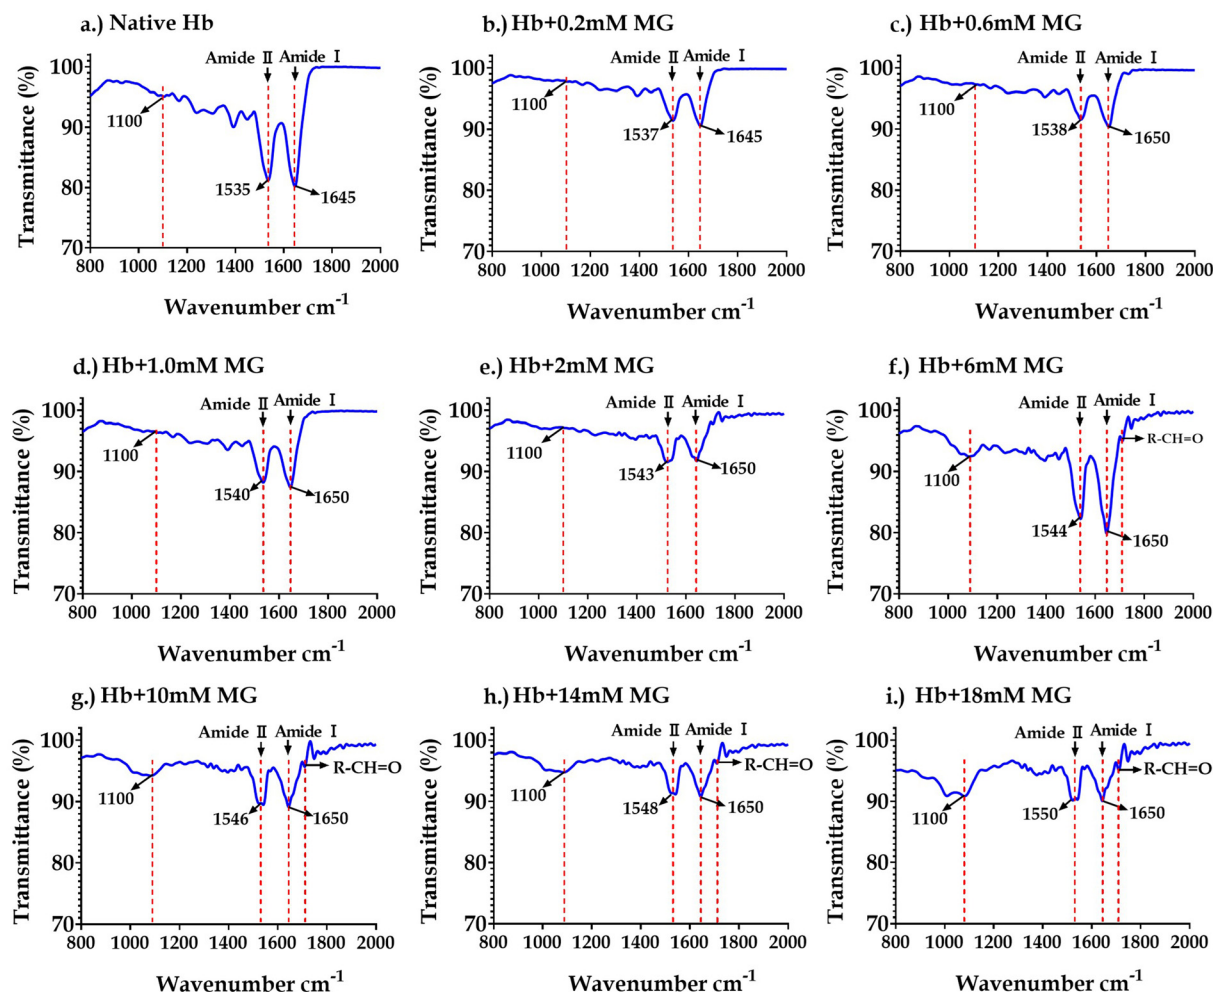 a.) Native Hb
Amide II Amide I
Transmittance (%)
100
90
80
70
1100
1535
1645
800 1000 1200 1400 1600 1800 2000
Wavenumber cm-1
b.) Hb+0.2mM MG
Amide II Amide I
Transmittance (%)
100
90
80
70
1100
1537
1645
800 1000 1200 1400 1600 1800 2000
Wavenumber cm-1
c.) Hb+0.6mM MG
Amide II Amide I
Transmittance (%)
100
90
80
70
1100
1538
1650
800 1000 1200 1400 1600 1800 2000
Wavenumber cm-1
d.) Hb+1.0mM MG
Amide II Amide I
Transmittance (%)
100
90
80
70
1100
1540
1650
800 1000 1200 1400 1600 1800 2000
Wavenumber cm-1
e.) Hb+2mM MG
Amide II Amide I
Transmittance (%)
100
90
80
70
1100
1543
1650
800 1000 1200 1400 1600 1800 2000
Wavenumber cm-1
f.) Hb+6mM MG
Amide II Amide I
Transmittance (%)
100
90
80
70
R-CH=O
1100
1544
1650
800 1000 1200 1400 1600 1800 2000
Wavenumber cm-1
g.) Hb+10mM MG
Amide II Amide I
Transmittance (%)
100
90
80
70
R-CH=O
1100
1546
1650
800 1000 1200 1400 1600 1800 2000
Wavenumber cm-1
h.) Hb+14mM MG
Amide II Amide I
Transmittance (%)
100
90
80
70
R-CH=O
1100
1548
1650
800 1000 1200 1400 1600 1800 2000
Wavenumber cm-1
i.) Hb+18mM MG
Amide II Amide I
Transmittance (%)
100
90
80
70
R-CH=O
1100
1550
1650
800 1000 1200 1400 1600 1800 2000
Wavenumber cm-1